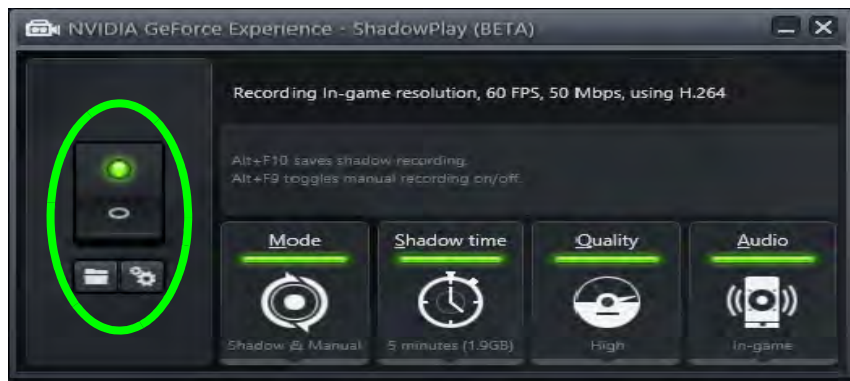 NVIDIA GeForce Experience - ShadowPlay (BETA)
Recording In-game resolution, 60 FPS, 50 Mbps, using H.264
Alt+F10 saves shadow recording.
Alt+F9 toggles manual recording on/off.
Mode
Shadow time
Quality
Audio
Shadow & Manual
5 minutes (1.9GB)
High
In-game